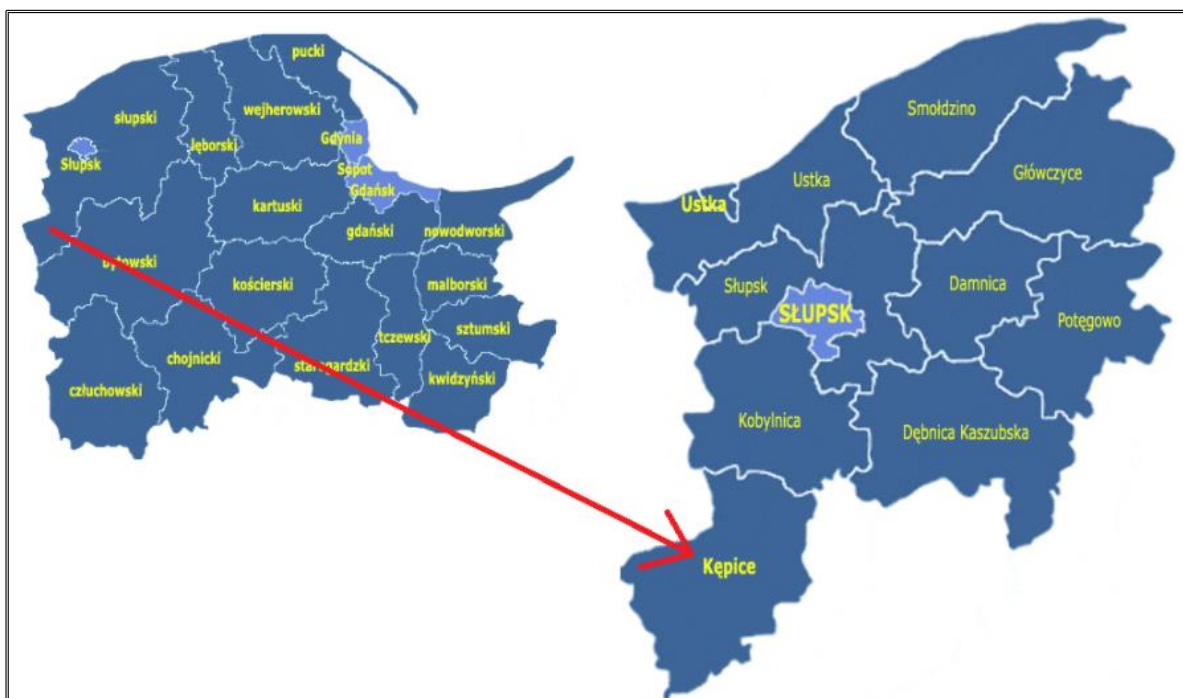 pucki
wejherowski
słupski
lęborski
Gdynia
Słupsk
Sopot
Gdańsk
kartuski
gdański
nowodworski
bytowski
kościerski
malborski
sztumski
tczewski
chojnicki
starogardzki
kwidzyński
człuchowski
Smołdzino
Główczyce
Ustka
Ustka
Słupsk
SŁUPSK
Damnica
Potęgowo
Kobylnica
Dębnica Kaszubska
Kępice